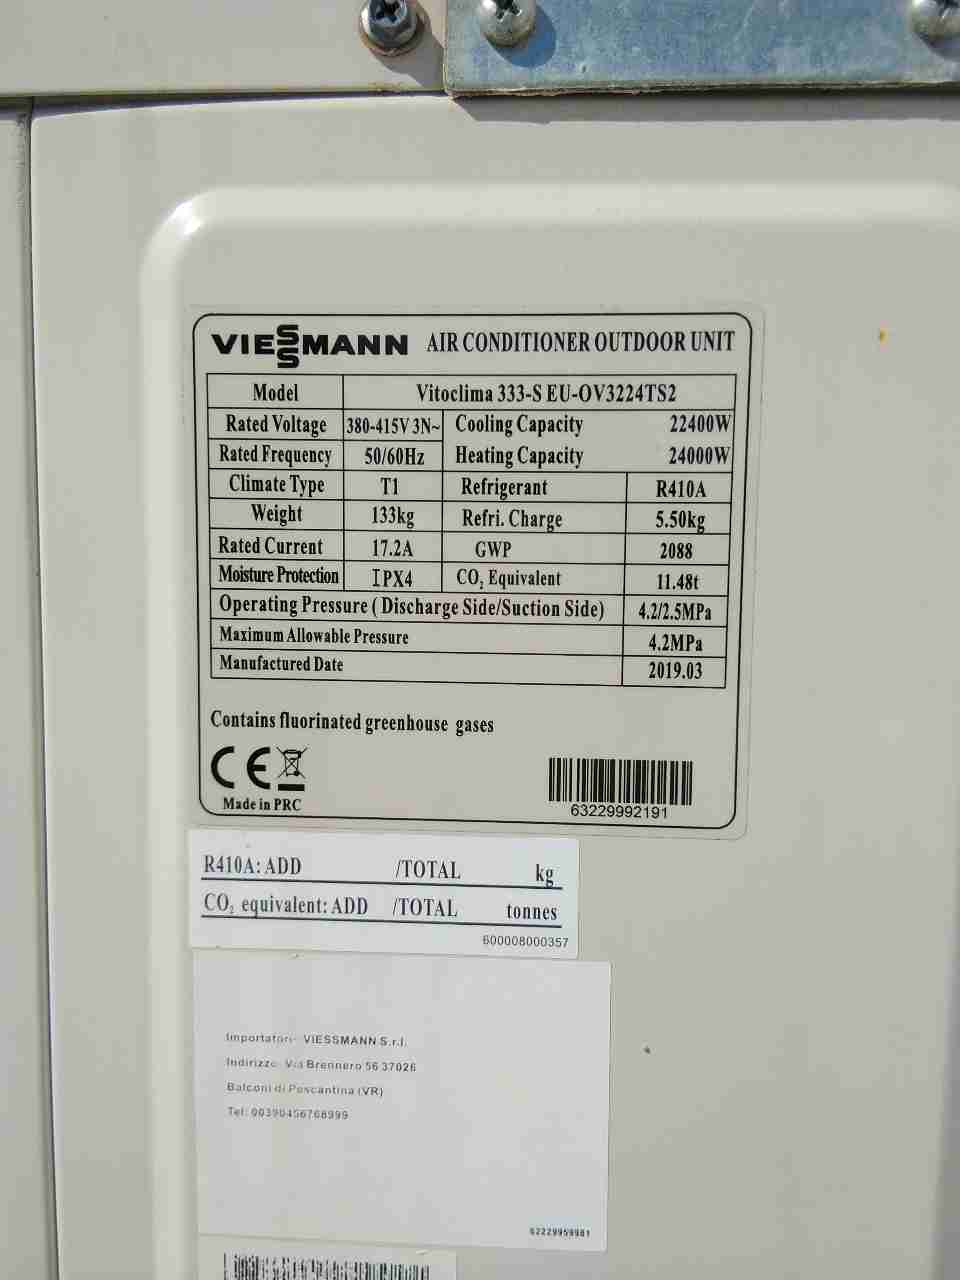 VIESSMANN AIR CONDITIONER OUTDOOR UNIT
Model Vitoclima 333-S EU-OV3224TS2
Rated Voltage 380-415V 3N~ Cooling Capacity 22400W
Rated Frequency 50/60Hz Heating Capacity 24000W
Climate Type T1 Refrigerant R410A
Weight 133kg Refri. Charge 5.50kg
Rated Current 17.2A GWP 2088
Moisture Protection IPX4 CO₂ Equivalent 11.48t
Operating Pressure ( Discharge Side/Suction Side) 4.2/2.5MPa
Maximum Allowable Pressure 4.2MPa
Manufactured Date 2019.03
Contains fluorinated greenhouse gases
CE
Made in PRC 63229992191
R410A: ADD /TOTAL kg
CO₂ equivalent: ADD /TOTAL tonnes
600008000357
Importatori- VIESSMANN S.r.l.
Indirizzo: Via Brennero 56 37026
Balconi di Pescantina (VR)
Tel: 00390456768999
62229959981